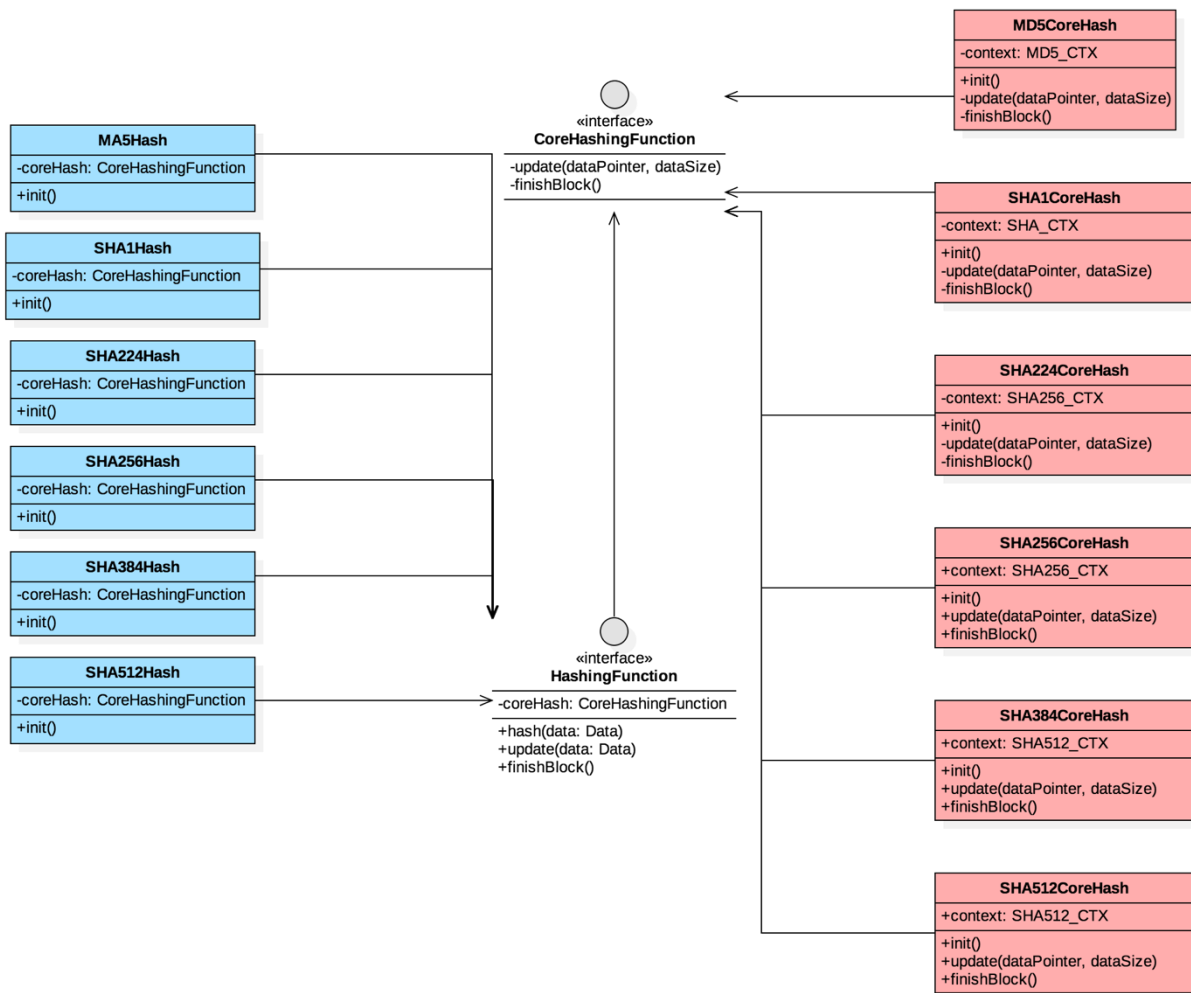 MA5Hash
-coreHash: CoreHashingFunction
+init()
SHA1Hash
-coreHash: CoreHashingFunction
+init()
SHA224Hash
-coreHash: CoreHashingFunction
+init()
SHA256Hash
-coreHash: CoreHashingFunction
+init()
SHA384Hash
-coreHash: CoreHashingFunction
+init()
SHA512Hash
-coreHash: CoreHashingFunction
+init()
«interface»
CoreHashingFunction
-update(dataPointer, dataSize)
-finishBlock()
«interface»
HashingFunction
-coreHash: CoreHashingFunction
+hash(data: Data)
+update(data: Data)
+finishBlock()
MD5CoreHash
-context: MD5_CTX
+init()
-update(dataPointer, dataSize)
-finishBlock()
SHA1CoreHash
-context: SHA_CTX
+init()
-update(dataPointer, dataSize)
-finishBlock()
SHA224CoreHash
-context: SHA256_CTX
+init()
-update(dataPointer, dataSize)
-finishBlock()
SHA256CoreHash
+context: SHA256_CTX
+init()
+update(dataPointer, dataSize)
+finishBlock()
SHA384CoreHash
+context: SHA512_CTX
+init()
+update(dataPointer, dataSize)
+finishBlock()
SHA512CoreHash
+context: SHA512_CTX
+init()
+update(dataPointer, dataSize)
+finishBlock()